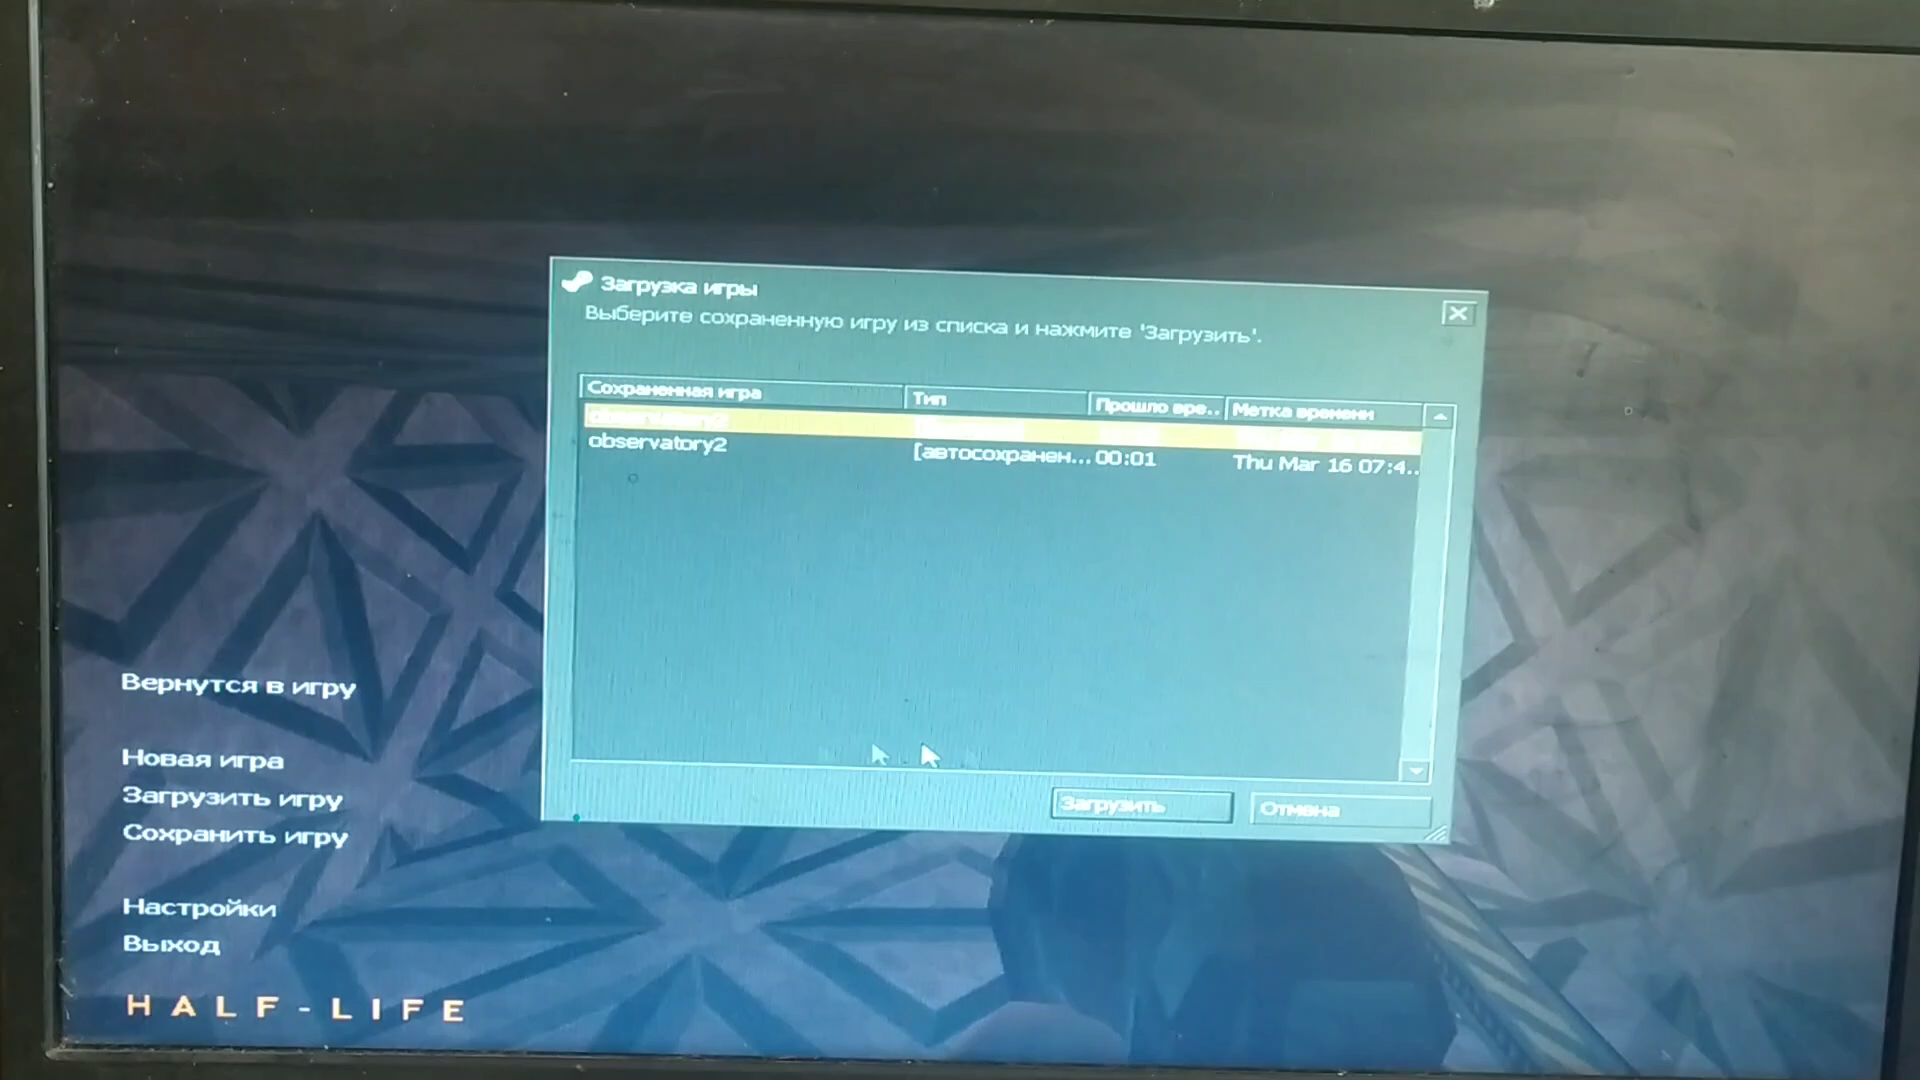 Загрузка игры
Выберите сохраненную игру из списка и нажмите 'Загрузить'.
Сохраненная игра Тип Прошло вре... Метка времени
observatory2
observatory2 [автосохранен... 00:01 Thu Mar 16 07:4..
Загрузить Отмена
Вернутся в игру
Новая игра
Загрузить игру
Сохранить игру
Настройки
Выход
HALF-LIFE